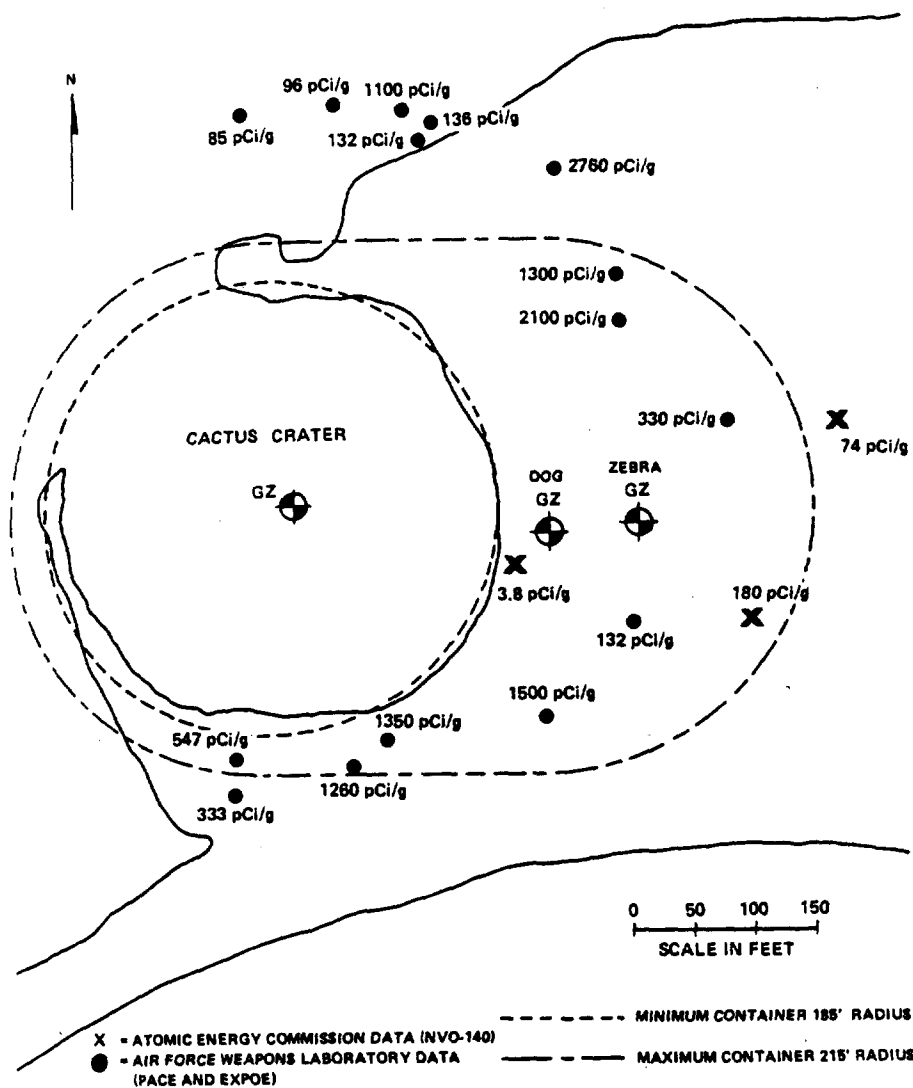 N
96 pCi/g
1100 pCi/g
136 pCi/g
85 pCi/g
132 pCi/g
2760 pCi/g
1300 pCi/g
2100 pCi/g
330 pCi/g
74 pCi/g
CACTUS CRATER
GZ
DOG
GZ
ZEBRA
GZ
3.8 pCi/g
180 pCi/g
132 pCi/g
1500 pCi/g
1350 pCi/g
547 pCi/g
1260 pCi/g
333 pCi/g
0 50 100 150
SCALE IN FEET
X = ATOMIC ENERGY COMMISSION DATA (NVO-140)
● = AIR FORCE WEAPONS LABORATORY DATA
(PACE AND EXPOE)
MINIMUM CONTAINER 185' RADIUS
MAXIMUM CONTAINER 215' RADIUS